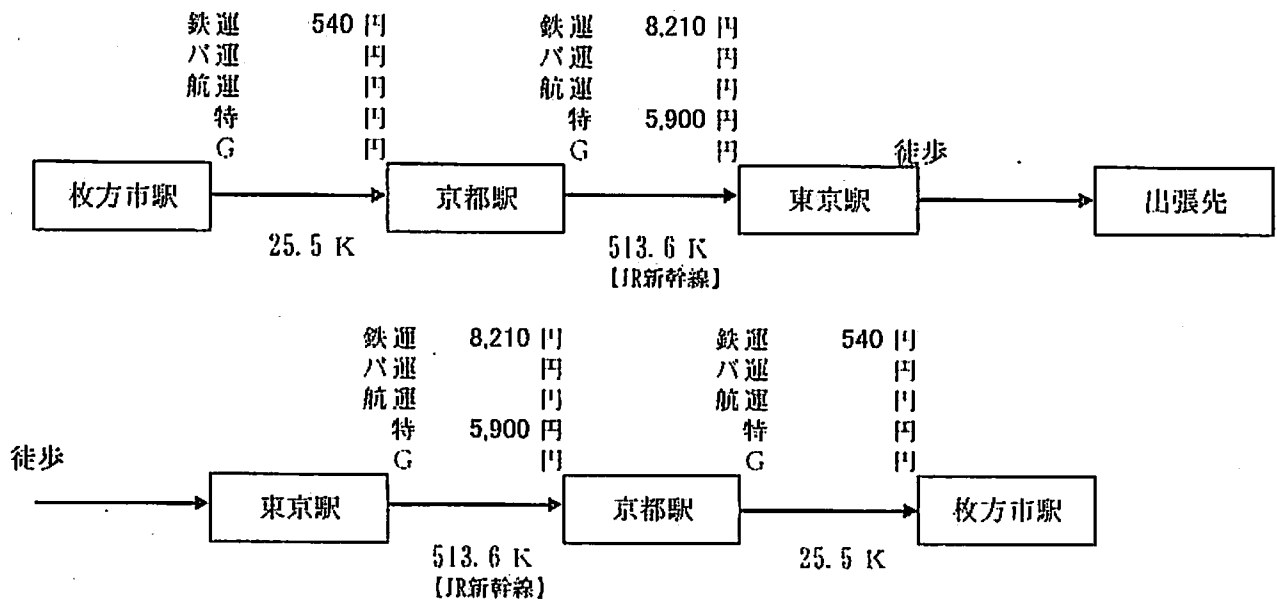 鉄運 540 円 鉄運 8,210 円
バ運 円 バ運 円
航運 円 航運 円
特 円 特 5,900 円
G 円 G 円
徒歩
枚方市駅 京都駅 東京駅 出張先
25.5 K 513.6 K
【JR新幹線】
鉄運 8,210 円 鉄運 540 円
バ運 円 バ運 円
航運 円 航運 円
特 5,900 円 特 円
徒歩 G 円 G 円
東京駅 京都駅 枚方市駅
513.6 K 25.5 K
【JR新幹線】